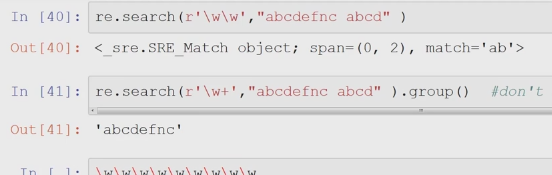 In [40]: re.search(r'\w\w',"abcdefnc abcd" )
Out[40]: <_sre.SRE_Match object; span=(0, 2), match='ab'>
In [41]: re.search(r'\w+',"abcdefnc abcd" ).group() #don't
Out[41]: 'abcdefnc'
In [ ]: \w\w\w\w\w\w\w\w\w